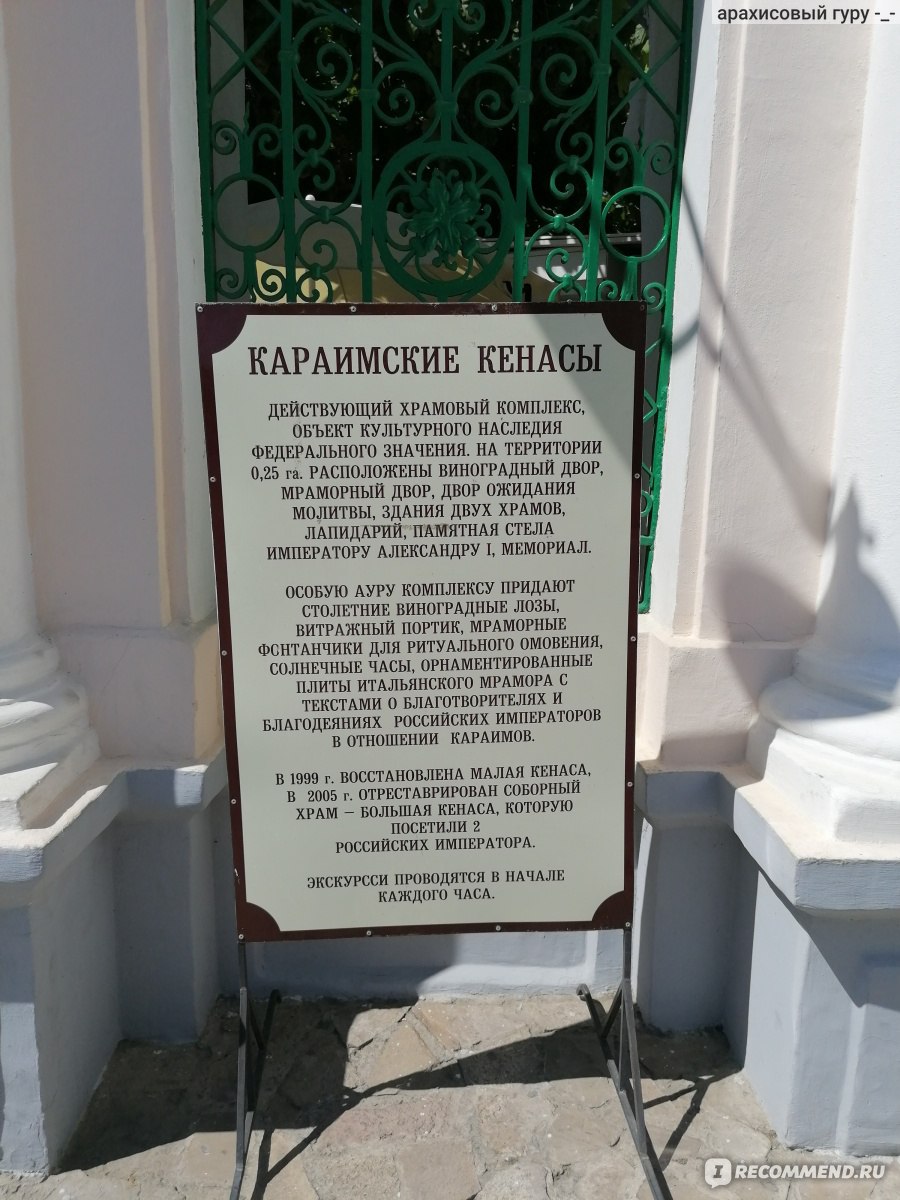 арахисовый гуру -_-
КАРАИМСКИЕ КЕНАСЫ
ДЕЙСТВУЮЩИЙ ХРАМОВЫЙ КОМПЛЕКС,
ОБЪЕКТ КУЛЬТУРНОГО НАСЛЕДИЯ
ФЕДЕРАЛЬНОГО ЗНАЧЕНИЯ. НА ТЕРРИТОРИИ
0,25 га. РАСПОЛОЖЕНЫ ВИНОГРАДНЫЙ ДВОР,
МРАМОРНЫЙ ДВОР, ДВОР ОЖИДАНИЯ
МОЛИТВЫ, ЗДАНИЯ ДВУХ ХРАМОВ,
ЛАПИДАРИЙ, ПАМЯТНАЯ СТЕЛА
ИМПЕРАТОРУ АЛЕКСАНДРУ I, МЕМОРИАЛ.
ОСОБУЮ АУРУ КОМПЛЕКСУ ПРИДАЮТ
СТОЛЕТНИЕ ВИНОГРАДНЫЕ ЛОЗЫ,
ВИТРАЖНЫЙ ПОРТИК, МРАМОРНЫЕ
ФОНТАНЧИКИ ДЛЯ РИТУАЛЬНОГО ОМОВЕНИЯ,
СОЛНЕЧНЫЕ ЧАСЫ, ОРНАМЕНТИРОВАННЫЕ
ПЛИТЫ ИТАЛЬЯНСКОГО МРАМОРА С
ТЕКСТАМИ О БЛАГОТВОРИТЕЛЯХ И
БЛАГОДЕЯНИЯХ РОССИЙСКИХ ИМПЕРАТОРОВ
В ОТНОШЕНИИ КАРАИМОВ.
В 1999 г. ВОССТАНОВЛЕНА МАЛАЯ КЕНАСА,
В 2005 г. ОТРЕСТАВРИРОВАН СОБОРНЫЙ
ХРАМ – БОЛЬШАЯ КЕНАСА, КОТОРУЮ
ПОСЕТИЛИ 2
РОССИЙСКИХ ИМПЕРАТОРА.
ЭКСКУРССИ ПРОВОДЯТСЯ В НАЧАЛЕ
КАЖДОГО ЧАСА.
IRECOMMEND.RU